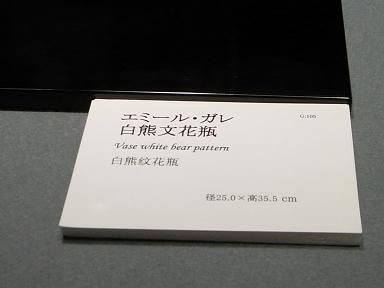 エミール・ガレ
G.105
白熊文花瓶
Vase white bear pattern
白熊紋花瓶
径25.0×高35.5 cm